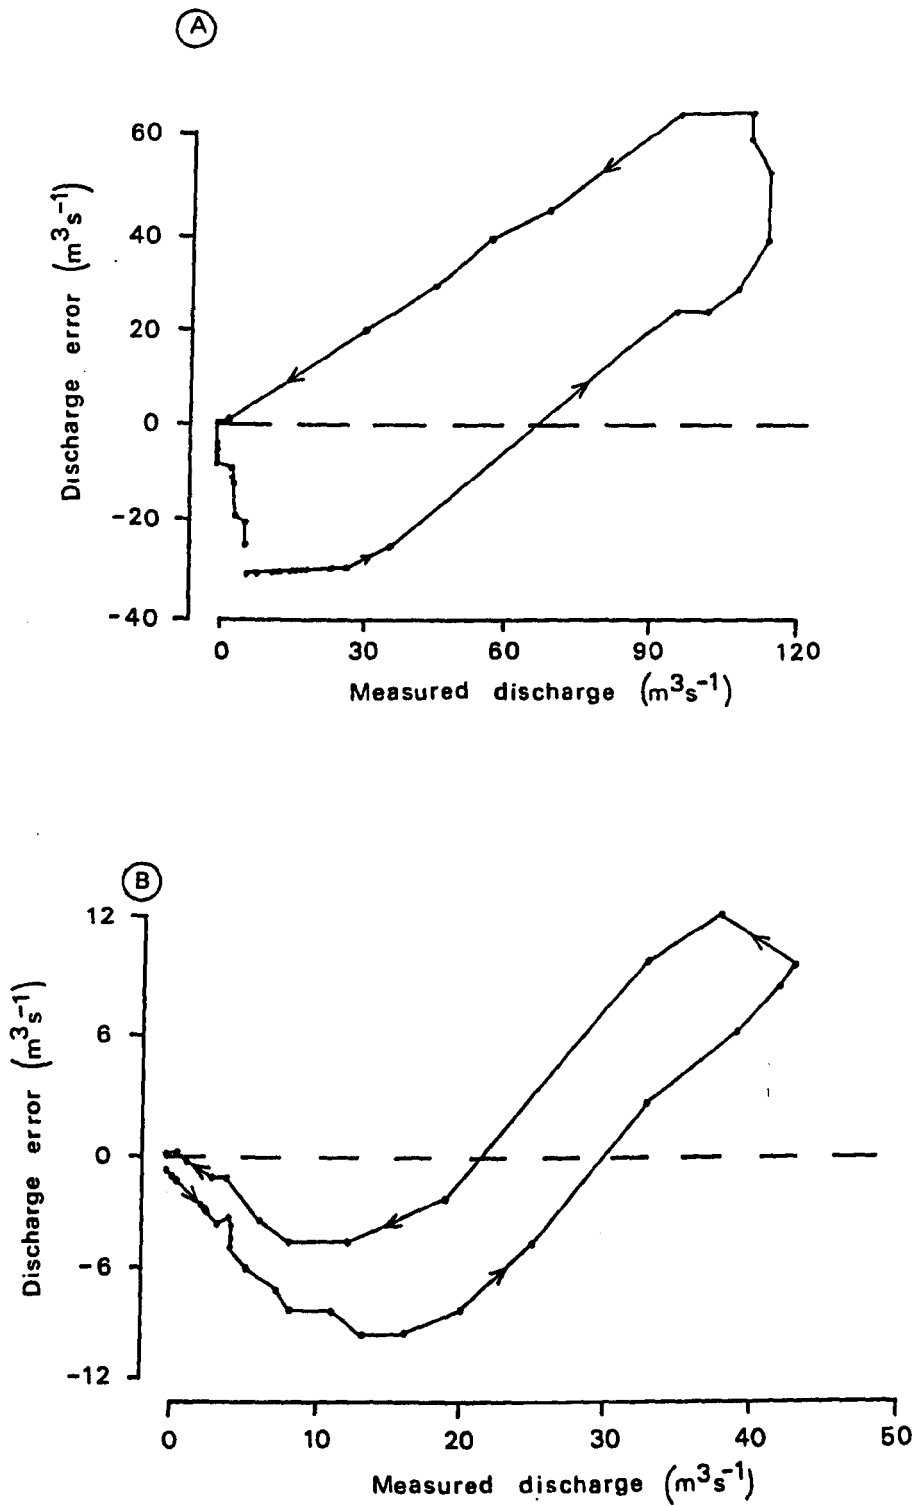 A
60
40
20
0
-20
-40
Discharge error (m³s⁻¹)
0 30 60 90 120
Measured discharge (m³s⁻¹)
B
12
6
0
-6
-12
Discharge error (m³s⁻¹)
0 10 20 30 40 50
Measured discharge (m³s⁻¹)